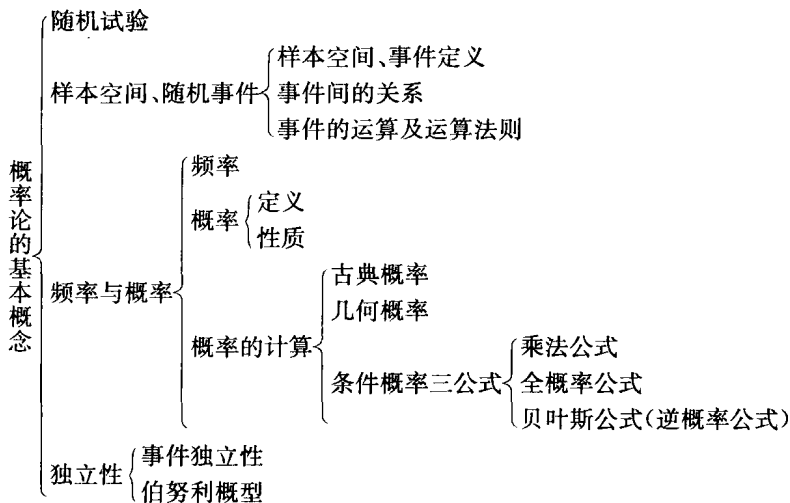 概率论的基本概念
随机试验
样本空间、随机事件
样本空间、事件定义
事件间的关系
事件的运算及运算法则
频率与概率
频率
概率
定义
性质
概率的计算
古典概率
几何概率
条件概率三公式
乘法公式
全概率公式
贝叶斯公式(逆概率公式)
独立性
事件独立性
伯努利概型